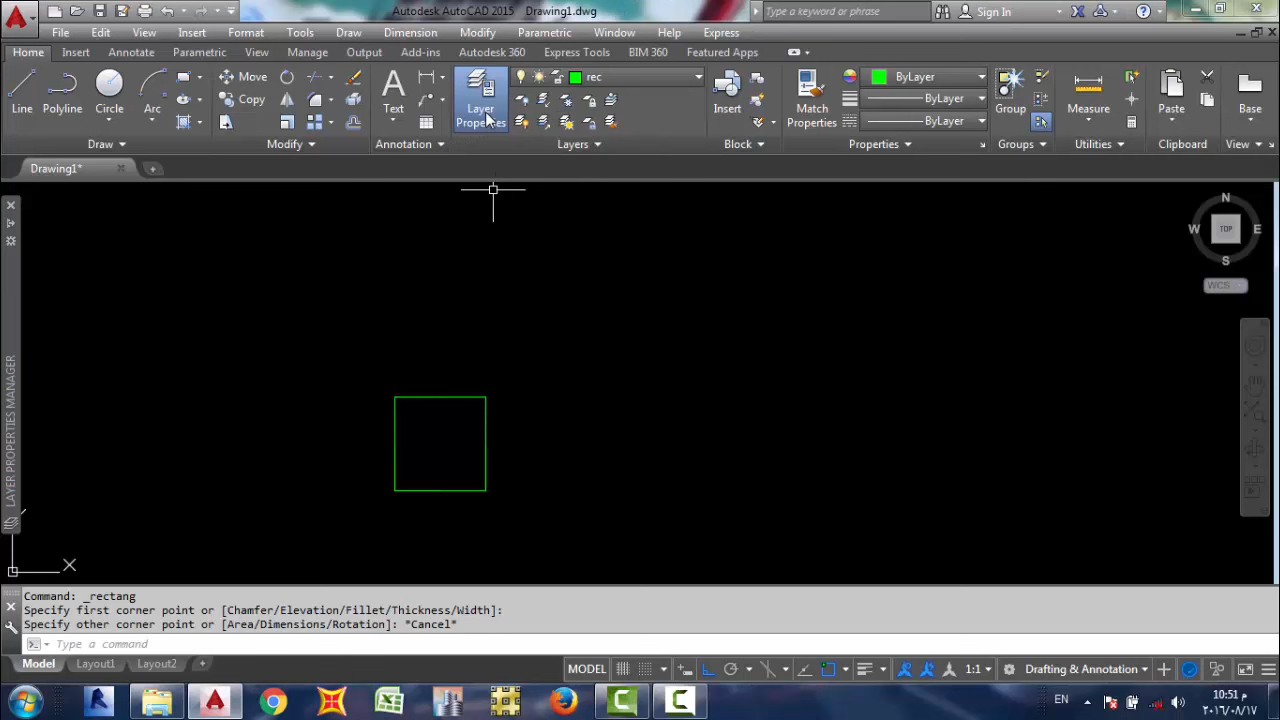 Autodesk AutoCAD 2015 Drawing1.dwg
Type a keyword or phrase
Sign In
File Edit View Insert Format Tools Draw Dimension Modify Parametric Window Help Express
Home Insert Annotate Parametric View Manage Output Add-ins Autodesk 360 Express Tools BIM 360 Featured Apps
Line Polyline Circle Arc
Move
Copy
Text
Layer Properties
rec
Insert
Match Properties
ByLayer
ByLayer
ByLayer
Group
Measure
Paste
Base
Draw Modify Annotation Layers Block Properties Groups Utilities Clipboard View
Drawing1*
N
W TOP E
S
WCS
LAYER PROPERTIES MANAGER
X
Command: _rectang
Specify first corner point or [Chamfer/Elevation/Fillet/Thickness/Width]:
Specify other corner point or [Area/Dimensions/Rotation]: *Cancel*
Type a command
Model Layout1 Layout2
MODEL 1:1 Drafting & Annotation
EN
10:51 م
٢٠١٦/٠٨/١٧